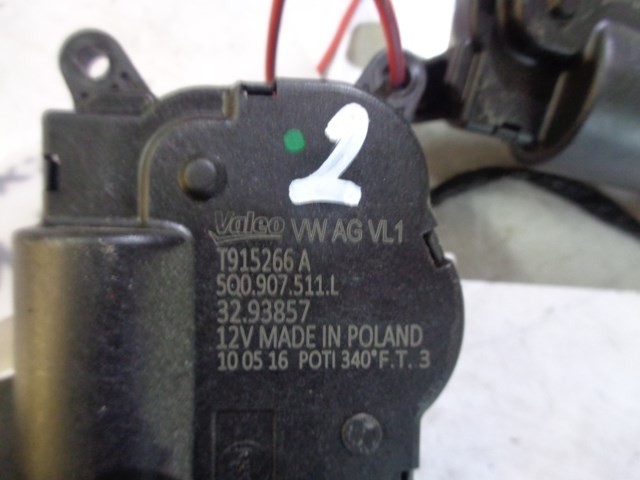 2
Valeo VW AG VL1
T915266 A
5Q0.907.511.L
32.93857
12V MADE IN POLAND
10 05 16 POTI 340° F.T. 3